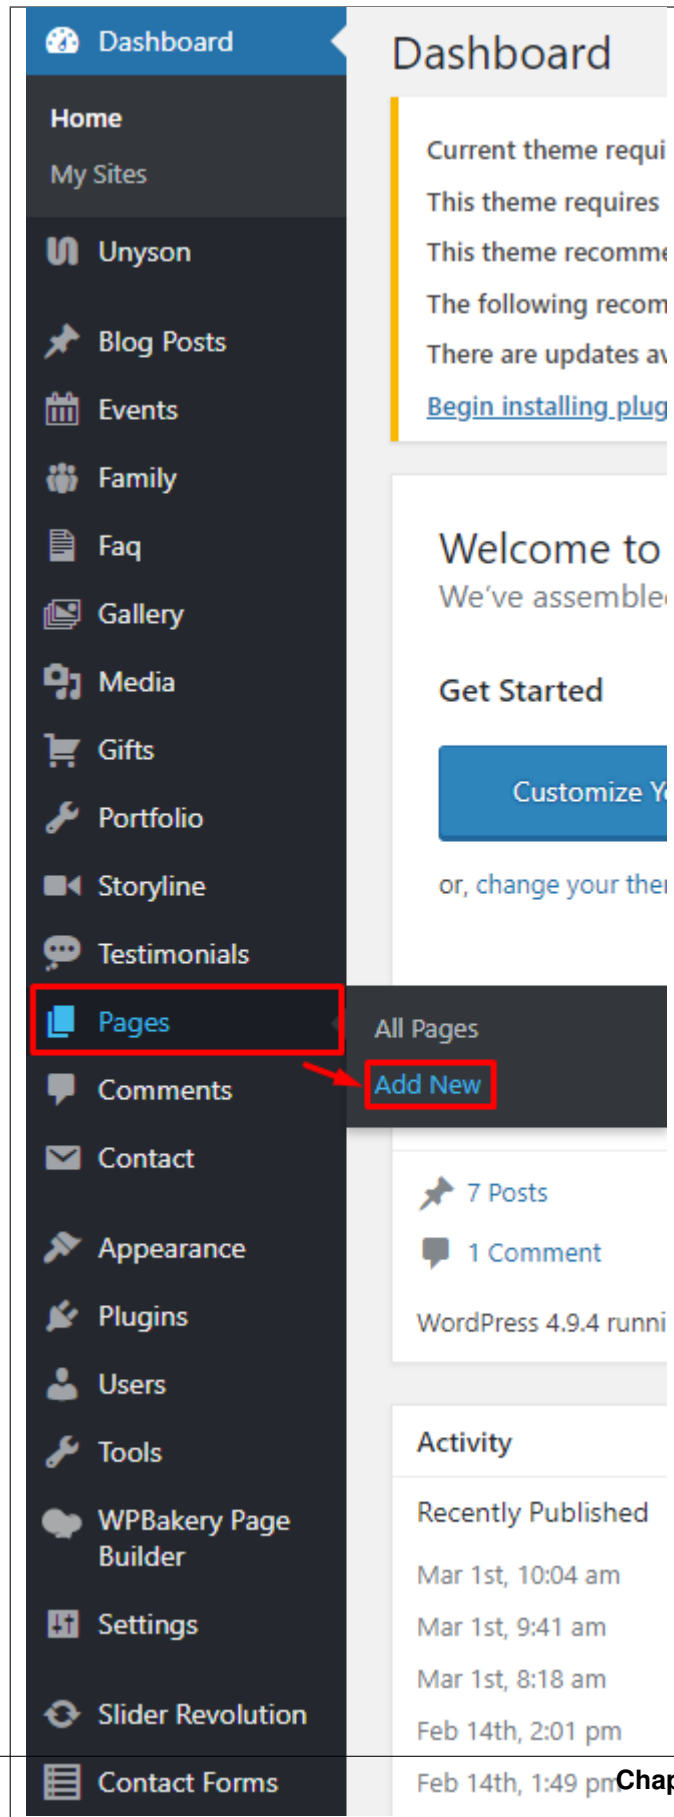 Dashboard
Home
My Sites
Unyson
Blog Posts
Events
Family
Faq
Gallery
Media
Gifts
Portfolio
Storyline
Testimonials
Pages
Comments
Contact
Appearance
Plugins
Users
Tools
WPBakery Page
Builder
Settings
Slider Revolution
Contact Forms
All Pages
Add New
Dashboard
Current theme requi
This theme requires
This theme recomme
The following recom
There are updates av
Begin installing plug
Welcome to
We've assemble
Get Started
Customize Yo
or, change your the
7 Posts
1 Comment
WordPress 4.9.4 runni
Activity
Recently Published
Mar 1st, 10:04 am
Mar 1st, 9:41 am
Mar 1st, 8:18 am
Feb 14th, 2:01 pm
Feb 14th, 1:49 pm
Chap